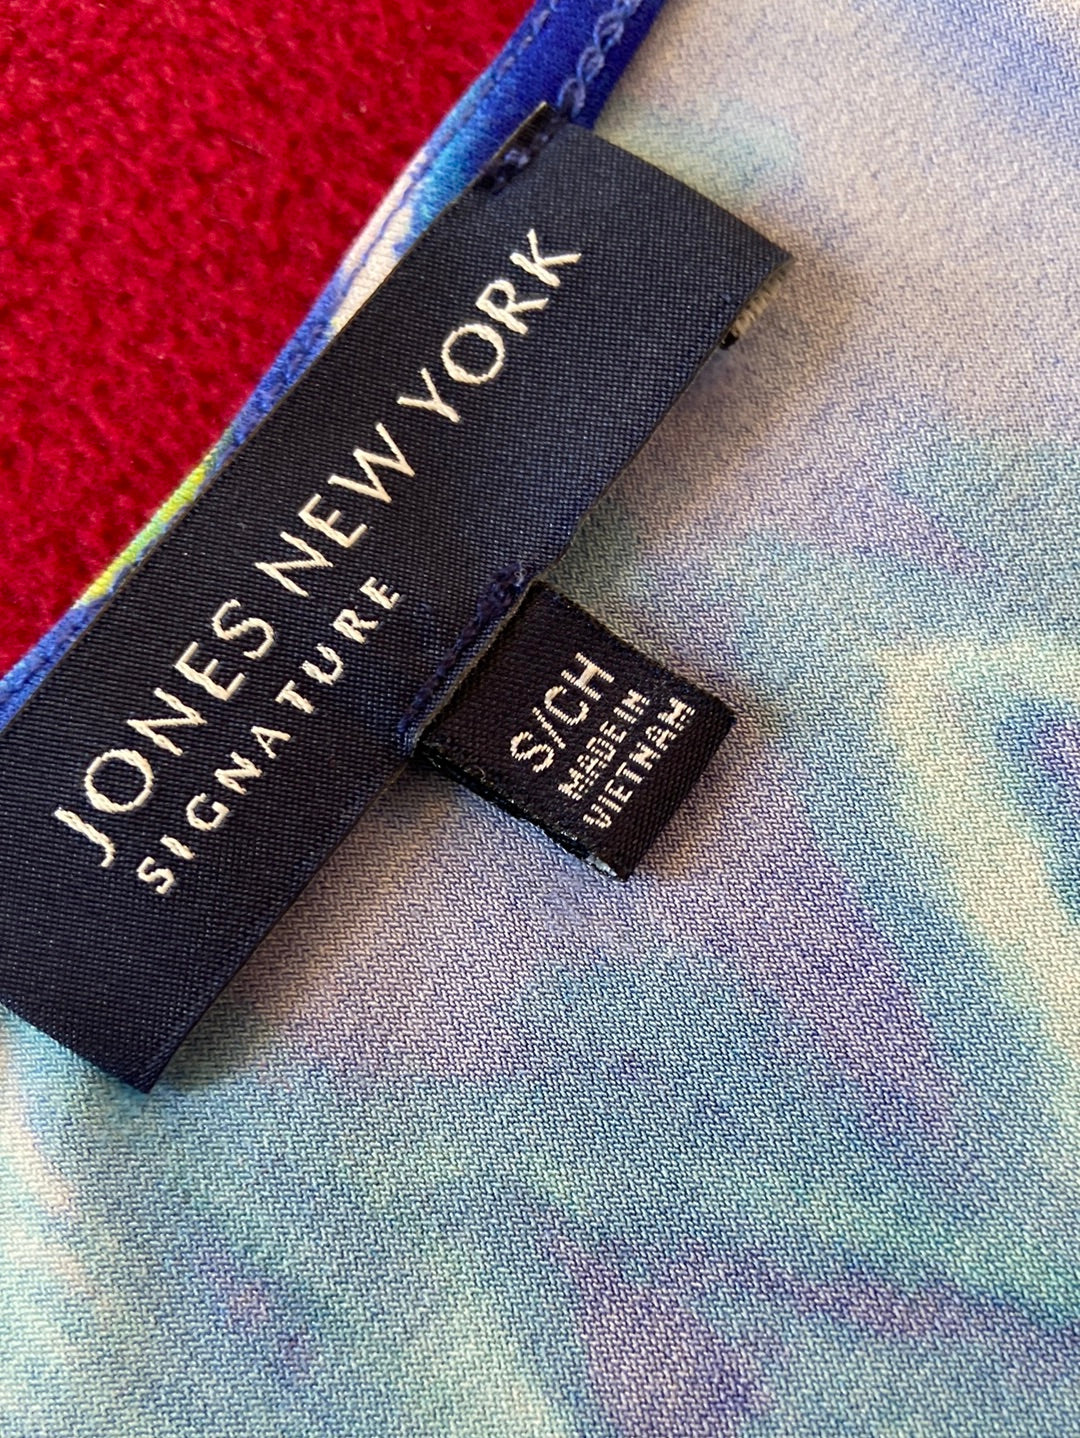 JONES NEW YORK
SIGNATURE
S/CH
MADE IN
VIETNAM